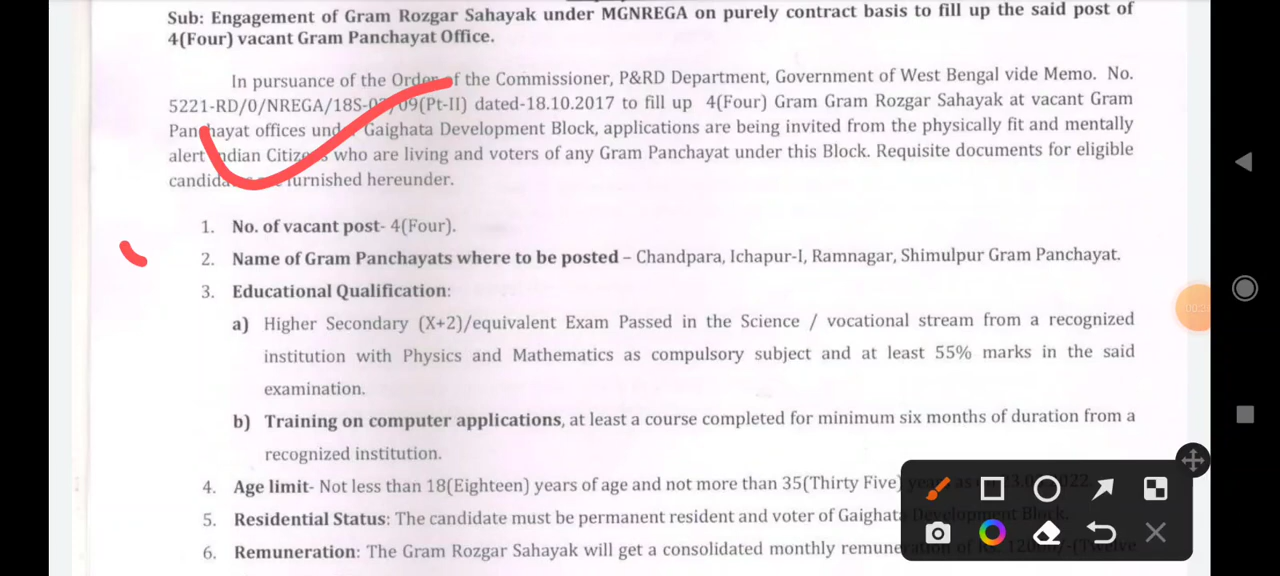 Sub: Engagement of Gram Rozgar Sahayak under MGNREGA on purely contract basis to fill up the said post of
4(Four) vacant Gram Panchayat Office.
In pursuance of the Order of the Commissioner, P&RD Department, Government of West Bengal vide Memo. No.
5221-RD/0/NREGA/18S- /09(Pt-II) dated-18.10.2017 to fill up 4(Four) Gram Gram Rozgar Sahayak at vacant Gram
Panchayat offices under Gaighata Development Block, applications are being invited from the physically fit and mentally
alert Indian Citizens who are living and voters of any Gram Panchayat under this Block. Requisite documents for eligible
candidates are furnished hereunder.
1. No. of vacant post- 4(Four).
2. Name of Gram Panchayats where to be posted – Chandpara, Ichapur-I, Ramnagar, Shimulpur Gram Panchayat.
3. Educational Qualification:
a) Higher Secondary (X+2)/equivalent Exam Passed in the Science / vocational stream from a recognized
institution with Physics and Mathematics as compulsory subject and at least 55% marks in the said
examination.
b) Training on computer applications, at least a course completed for minimum six months of duration from a
recognized institution.
4. Age limit- Not less than 18(Eighteen) years of age and not more than 35(Thirty Five)
5. Residential Status: The candidate must be permanent resident and voter of Gaighata Development Block.
6. Remuneration: The Gram Rozgar Sahayak will get a consolidated monthly remuneration of